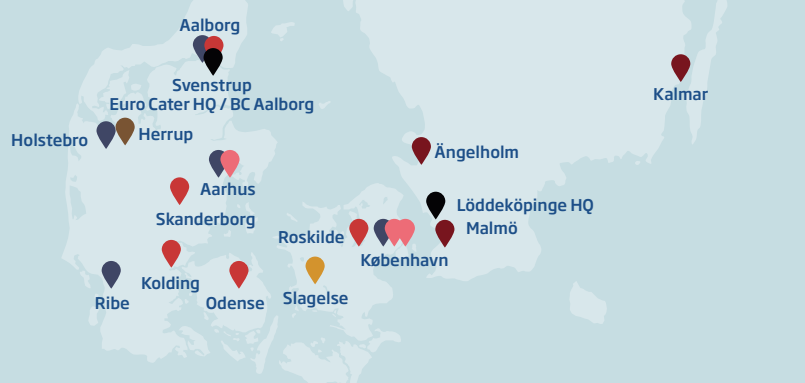 Aalborg
Svenstrup
Euro Cater HQ / BC Aalborg
Kalmar
Holstebro
Herrup
Ängelholm
Aarhus
Skanderborg
Löddeköpinge HQ
Malmö
Roskilde
København
Kolding
Ribe
Odense
Slagelse